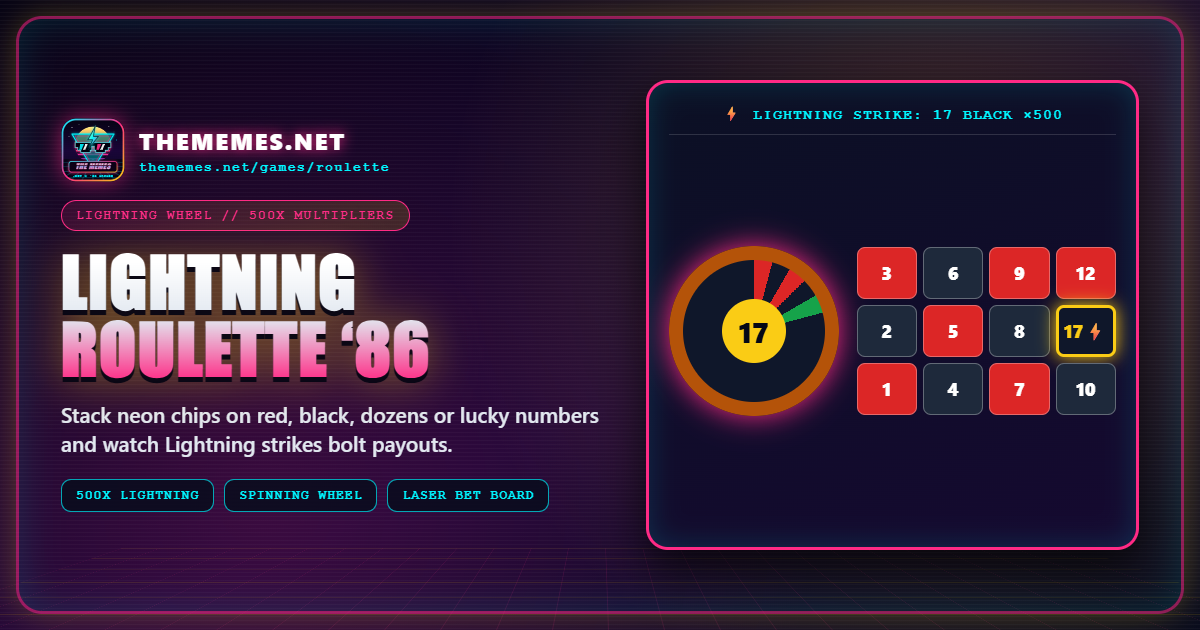 THEMEMES.NET
thememes.net/games/roulette
LIGHTNING WHEEL // 500X MULTIPLIERS
LIGHTNING
ROULETTE ‘86
Stack neon chips on red, black, dozens or lucky numbers
and watch Lightning strikes bolt payouts.
500X LIGHTNING
SPINNING WHEEL
LASER BET BOARD
LIGHTNING STRIKE: 17 BLACK ×500
17
3 6 9 12
2 5 8 17
1 4 7 10